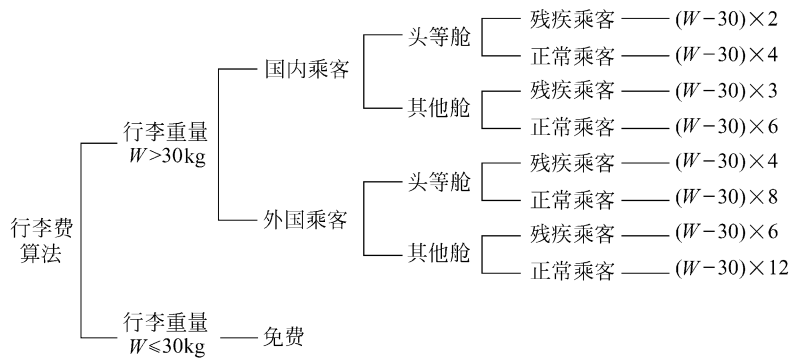 行李费
算法
行李重量
W>30kg
国内乘客
头等舱
残疾乘客
(W-30)×2
正常乘客
(W-30)×4
其他舱
残疾乘客
(W-30)×3
正常乘客
(W-30)×6
外国乘客
头等舱
残疾乘客
(W-30)×4
正常乘客
(W-30)×8
其他舱
残疾乘客
(W-30)×6
正常乘客
(W-30)×12
行李重量
W≤30kg
免费